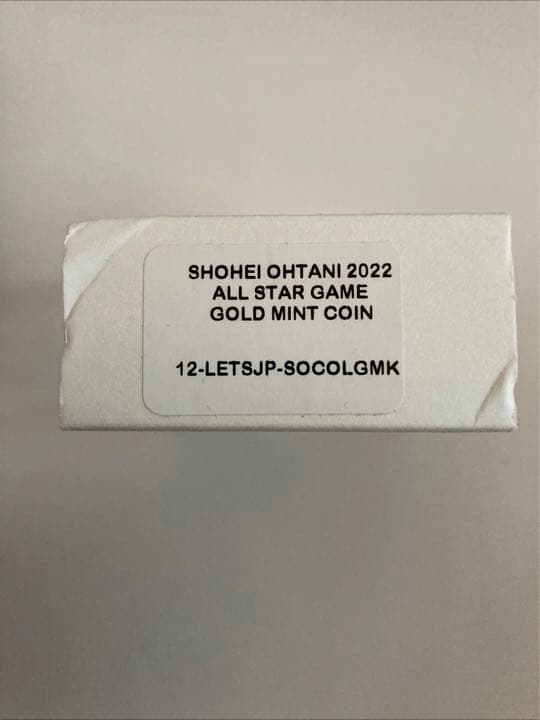 SHOHEI OHTANI 2022
ALL STAR GAME
GOLD MINT COIN
12-LETSJP-SOCOLGMK